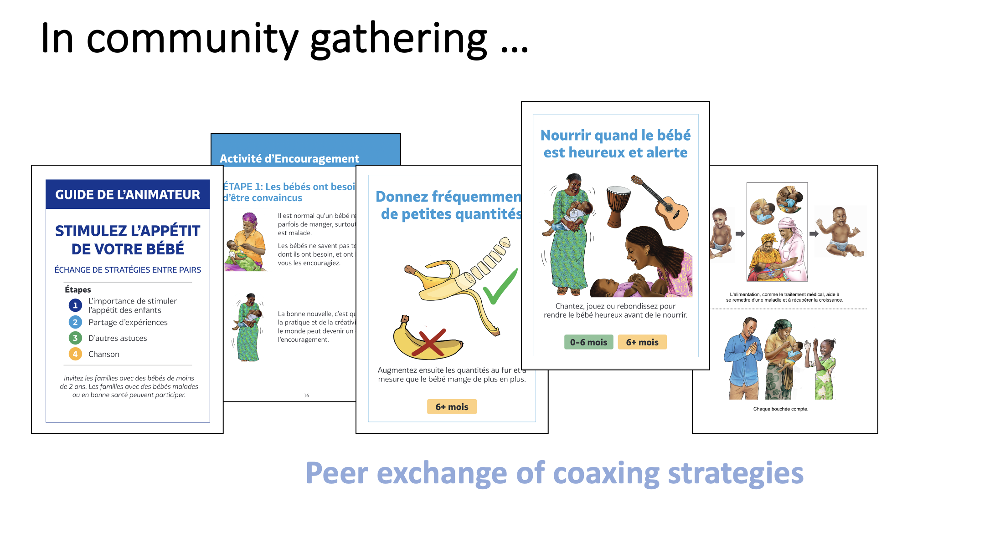 In community gathering ...
GUIDE DE L'ANIMATEUR
STIMULEZ L'APPÉTIT
DE VOTRE BÉBÉ
ÉCHANGE DE STRATÉGIES ENTRE PAIRS
Étapes
1 L'importance de stimuler
l'appétit des enfants
2 Partage d'expériences
3 D'autres astuces
4 Chanson
Invitez les familles avec des bébés de moins
de 2 ans. Les familles avec des bébés malades
ou en bonne santé peuvent participer.
Activité d'Encouragement
ÉTAPE 1: Les bébés ont besoi
d'être convaincus
Il est normal qu'un bébé re
parfois de manger, surtout
est malade.
Les bébés ne savent pas to
dont ils ont besoin, et ont
vous les encouragiez.
La bonne nouvelle, c'est qu
la pratique et de la créativi
le monde peut devenir un
l'encouragement.
16
Donnez fréquemmen
de petites quantités
Augmentez ensuite les quantités au fur et à
mesure que le bébé mange de plus en plus.
6+ mois
Nourrir quand le bébé
est heureux et alerte
Chantez, jouez ou rebondissez pour
rendre le bébé heureux avant de le nourrir.
0-6 mois 6+ mois
L'alimentation, comme le traitement médical, aide à
se remettre d'une maladie et à récupérer la croissance.
Chaque bouchée compte.
Peer exchange of coaxing strategies